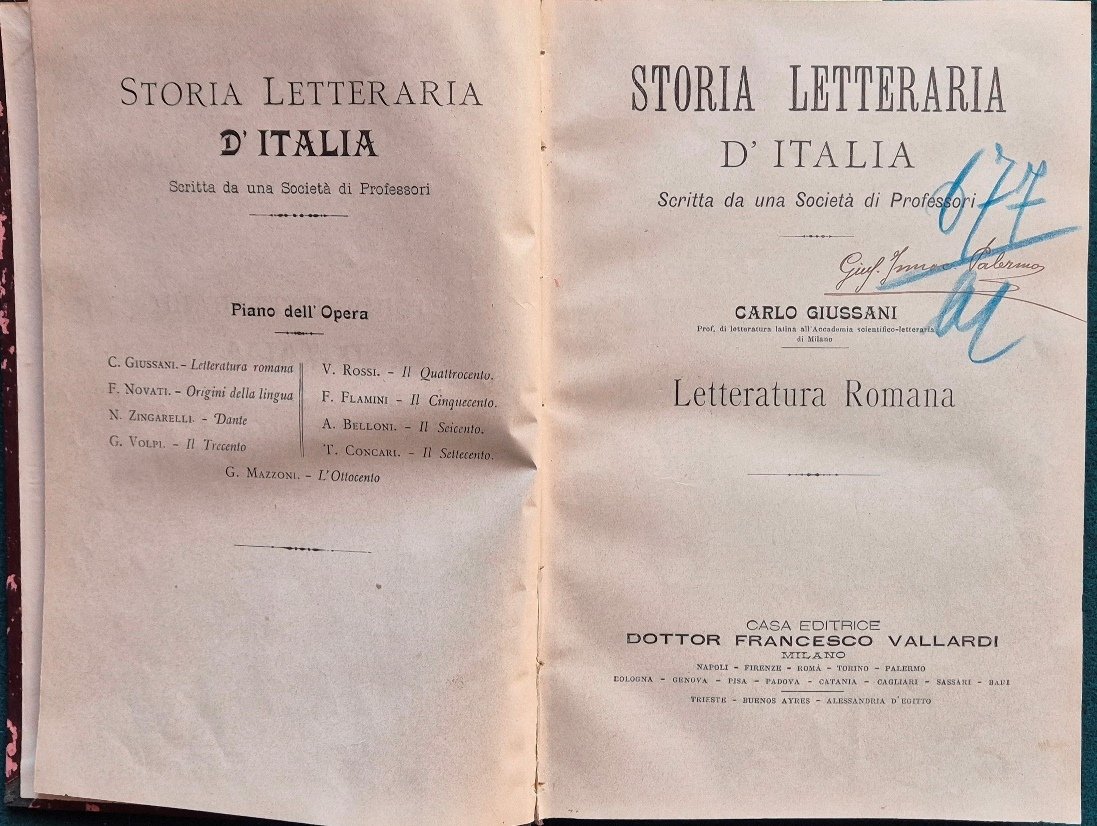 STORIA LETTERARIA
D'ITALIA
Scritta da una Società di Professori
Piano dell'Opera
C. GIUSSANI. - Letteratura romana
F. NOVATI. - Origini della lingua
N. ZINGARELLI. - Dante
G. VOLPI. - Il Trecento
V. ROSSI. - Il Quattrocento.
F. FLAMINI - Il Cinquecento.
A. BELLONI. - Il Seicento.
T. CONCARI. - Il Settecento.
G. MAZZONI. - L'Ottocento
STORIA LETTERARIA
D'ITALIA
Scritta da una Società di Professori
677
Palermo
CARLO GIUSSANI
Prof. di letteratura latina all'Accademia scientifico-letteraria
di Milano
Letteratura Romana
CASA EDITRICE
DOTTOR FRANCESCO VALLARDI
MILANO
NAPOLI - FIRENZE - ROMA - TORINO - PALERMO
BOLOGNA - GENOVA - PISA - PADOVA - CATANIA - CAGLIARI - SASSARI - BARI
TRIESTE - BUENOS AYRES - ALESSANDRIA D'EGITTO